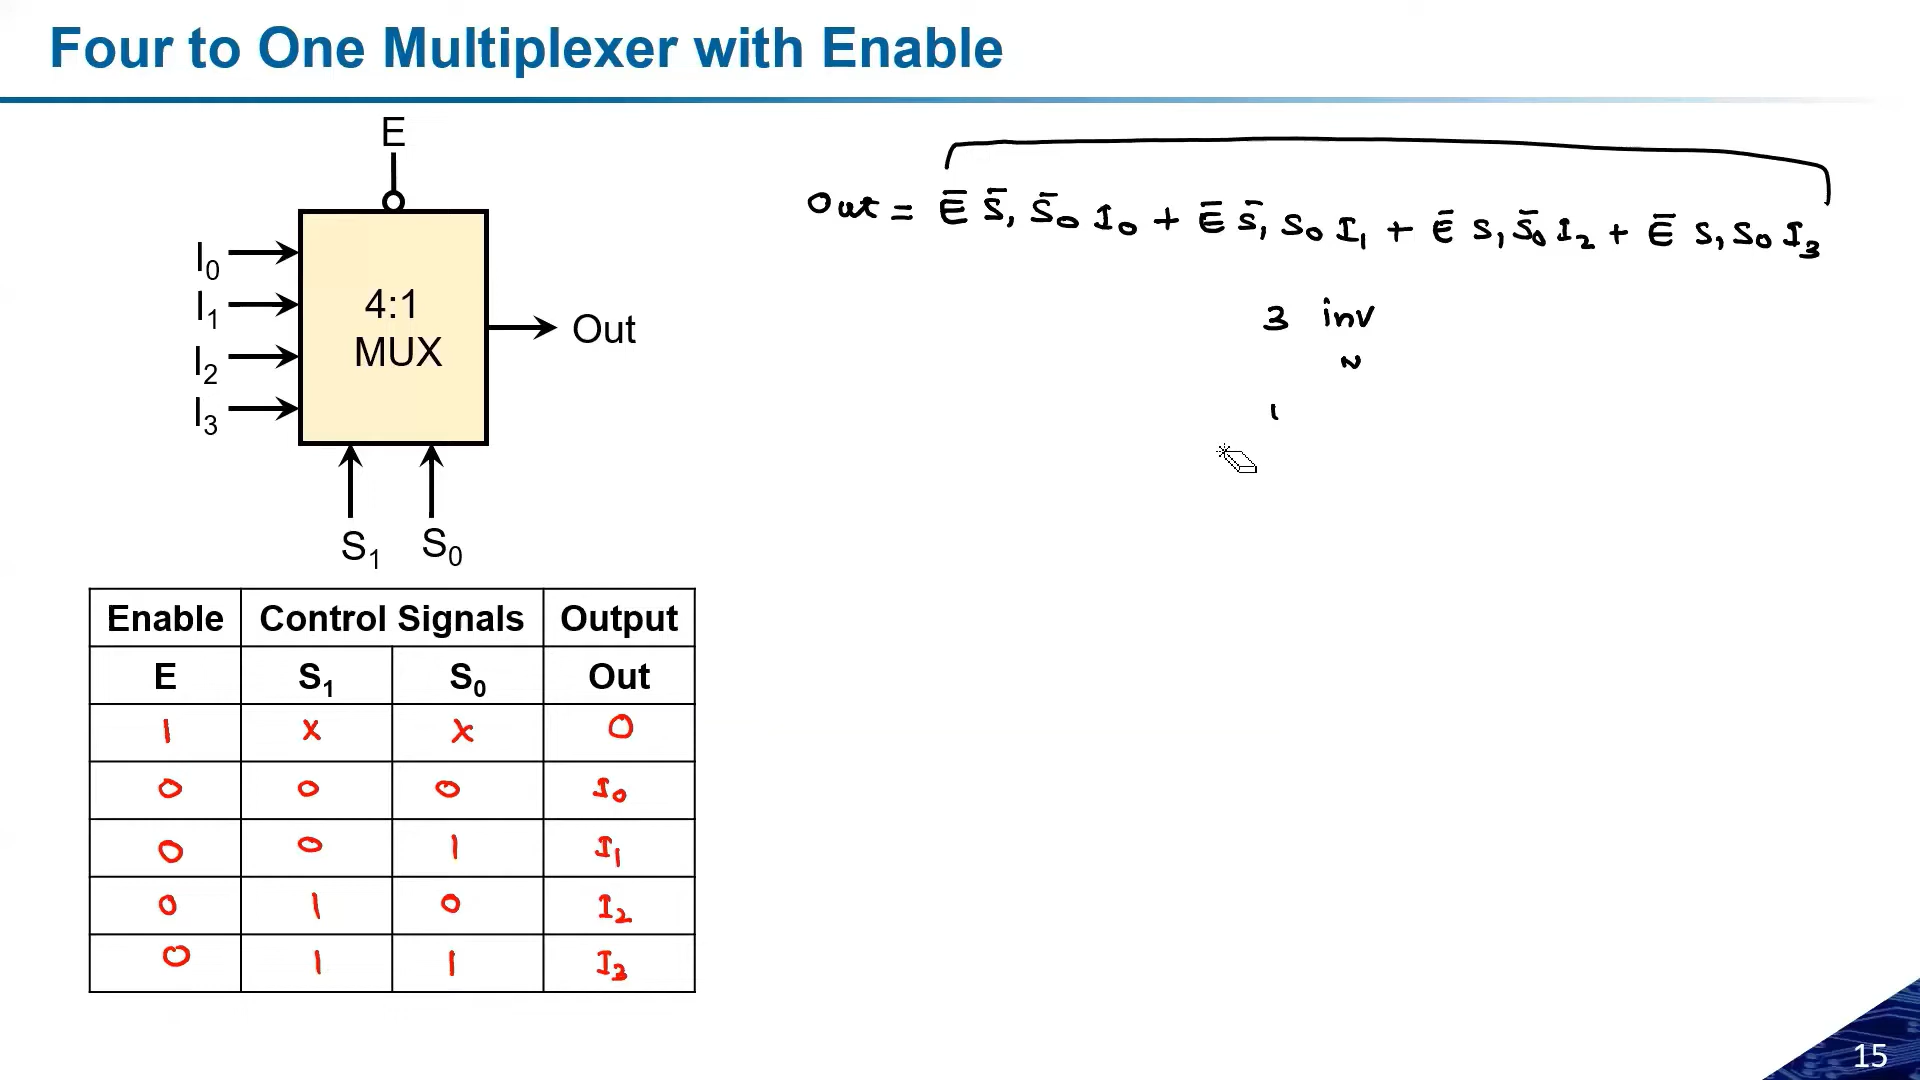 Four to One Multiplexer with Enable
E
I0
I1
I2
I3
4:1
MUX
Out
S1 S0
Out = E̅ S̅1 S̅0 I0 + E̅ S̅1 S0 I1 + E̅ S1 S̅0 I2 + E̅ S1 S0 I3
3 inv
~
1
Enable Control Signals Output
E S1 S0 Out
1 X X 0
0 0 0 I0
0 0 1 I1
0 1 0 I2
0 1 1 I3
15